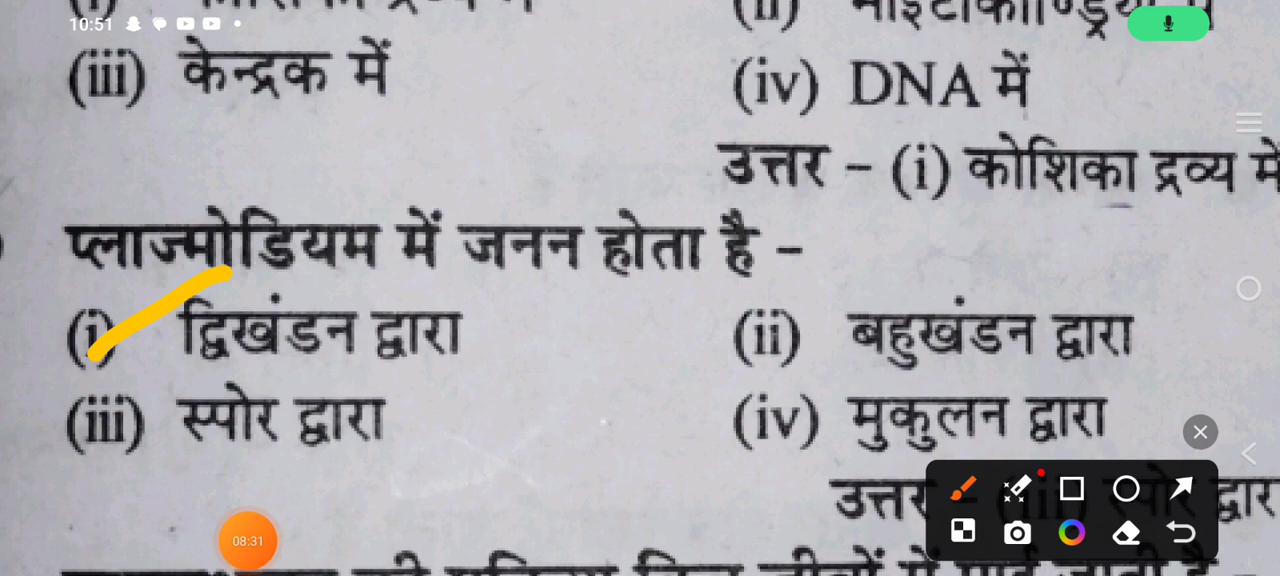 10:51
(iii) केन्द्रक में (iv) DNA में
उत्तर – (i) कोशिका द्रव्य में
प्लाज्मोडियम में जनन होता है –
(i) द्विखंडन द्वारा (ii) बहुखंडन द्वारा
(iii) स्पोर द्वारा (iv) मुकुलन द्वारा
उत्तर – (iii) स्पोर द्वार
08:31